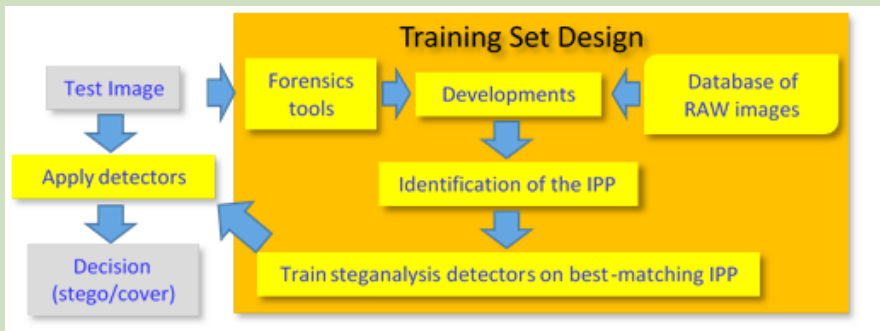 Training Set Design
Test Image
Forensics
tools
Developments
Database of
RAW images
Apply detectors
Identification of the IPP
Decision
(stego/cover)
Train steganalysis detectors on best-matching IPP